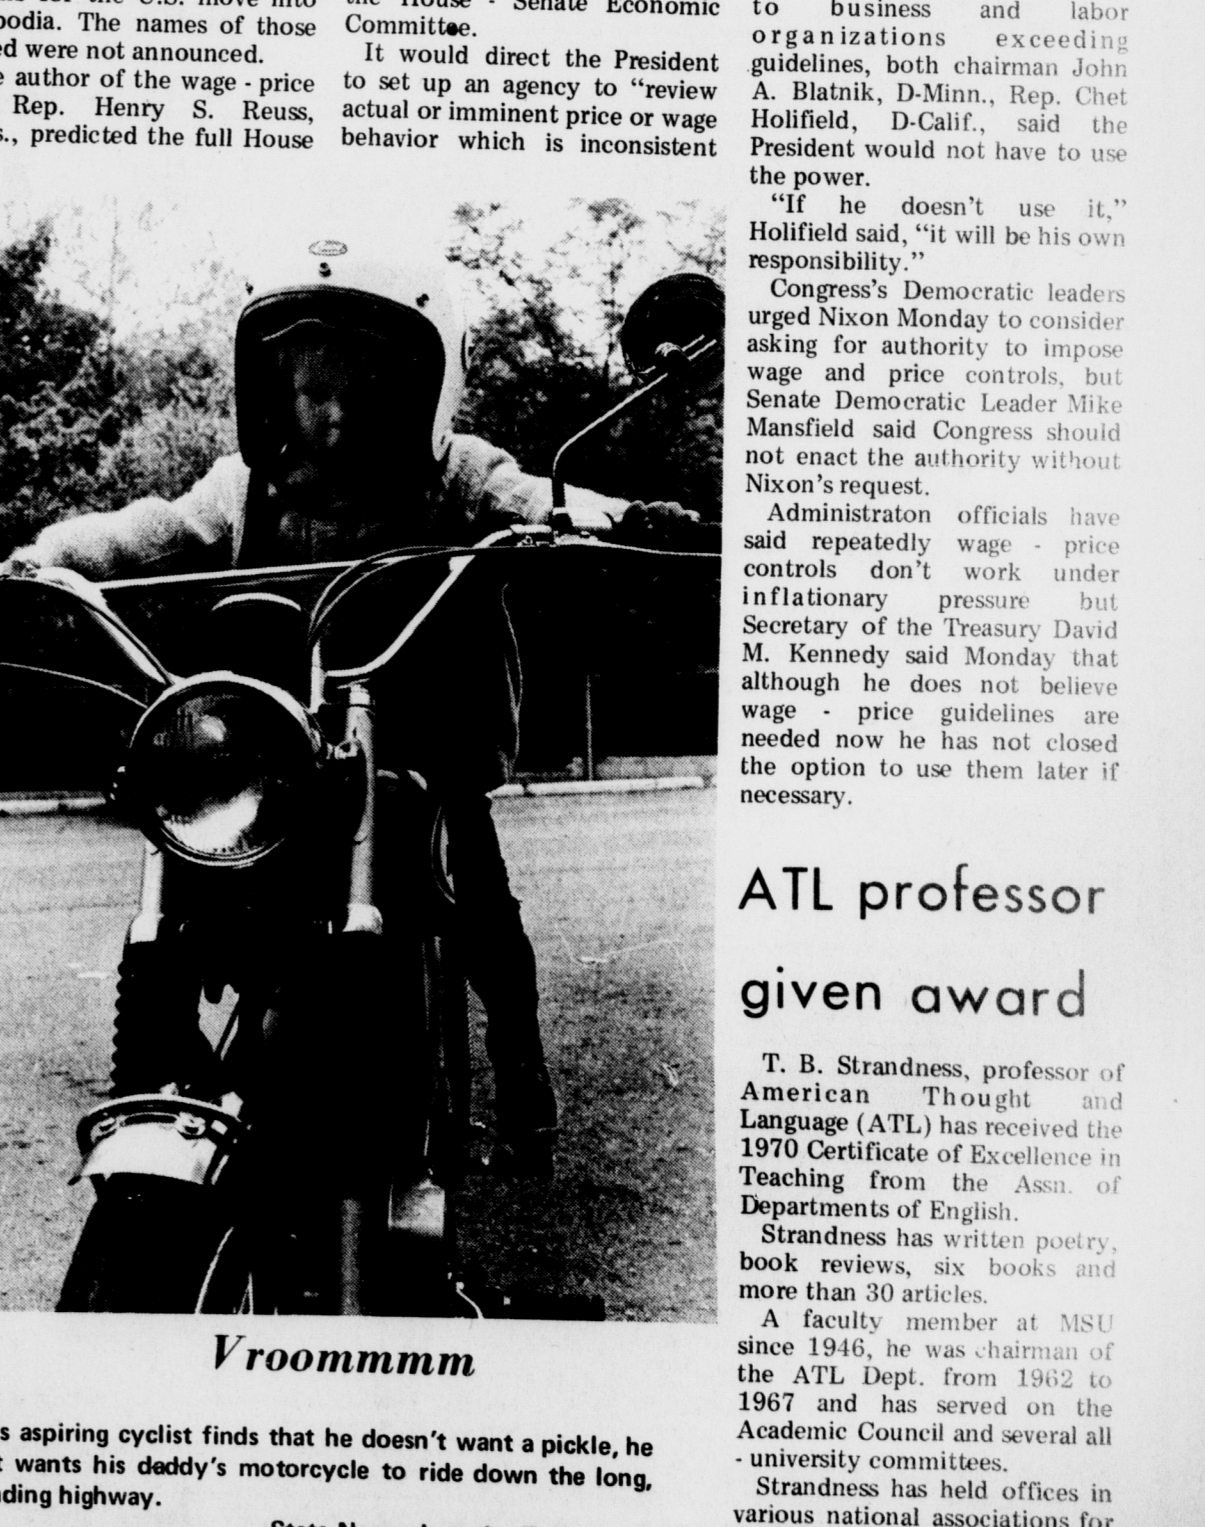 podia. The names of those
ed were not announced.
e author of the wage - price
Rep. Henry S. Reuss,
s., predicted the full House
the House - Senate Economic
Committee.
It would direct the President
to set up an agency to “review
actual or imminent price or wage
behavior which is inconsistent
to business and labor
organizations exceeding
guidelines, both chairman John
A. Blatnik, D-Minn., Rep. Chet
Holifield, D-Calif., said the
President would not have to use
the power.
“If he doesn't use it,”
Holifield said, “it will be his own
responsibility.”
Congress's Democratic leaders
urged Nixon Monday to consider
asking for authority to impose
wage and price controls, but
Senate Democratic Leader Mike
Mansfield said Congress should
not enact the authority without
Nixon's request.
Administraton officials have
said repeatedly wage - price
controls don't work under
inflationary pressure but
Secretary of the Treasury David
M. Kennedy said Monday that
although he does not believe
wage - price guidelines are
needed now he has not closed
the option to use them later if
necessary.
ATL professor
given award
T. B. Strandness, professor of
American Thought and
Language (ATL) has received the
1970 Certificate of Excellence in
Teaching from the Assn. of
Departments of English.
Strandness has written poetry,
book reviews, six books and
more than 30 articles.
A faculty member at MSU
since 1946, he was chairman of
the ATL Dept. from 1962 to
1967 and has served on the
Academic Council and several all
- university committees.
Strandness has held offices in
various national associations for
Vroommmm
s aspiring cyclist finds that he doesn't want a pickle, he
t wants his daddy's motorcycle to ride down the long,
ding highway.